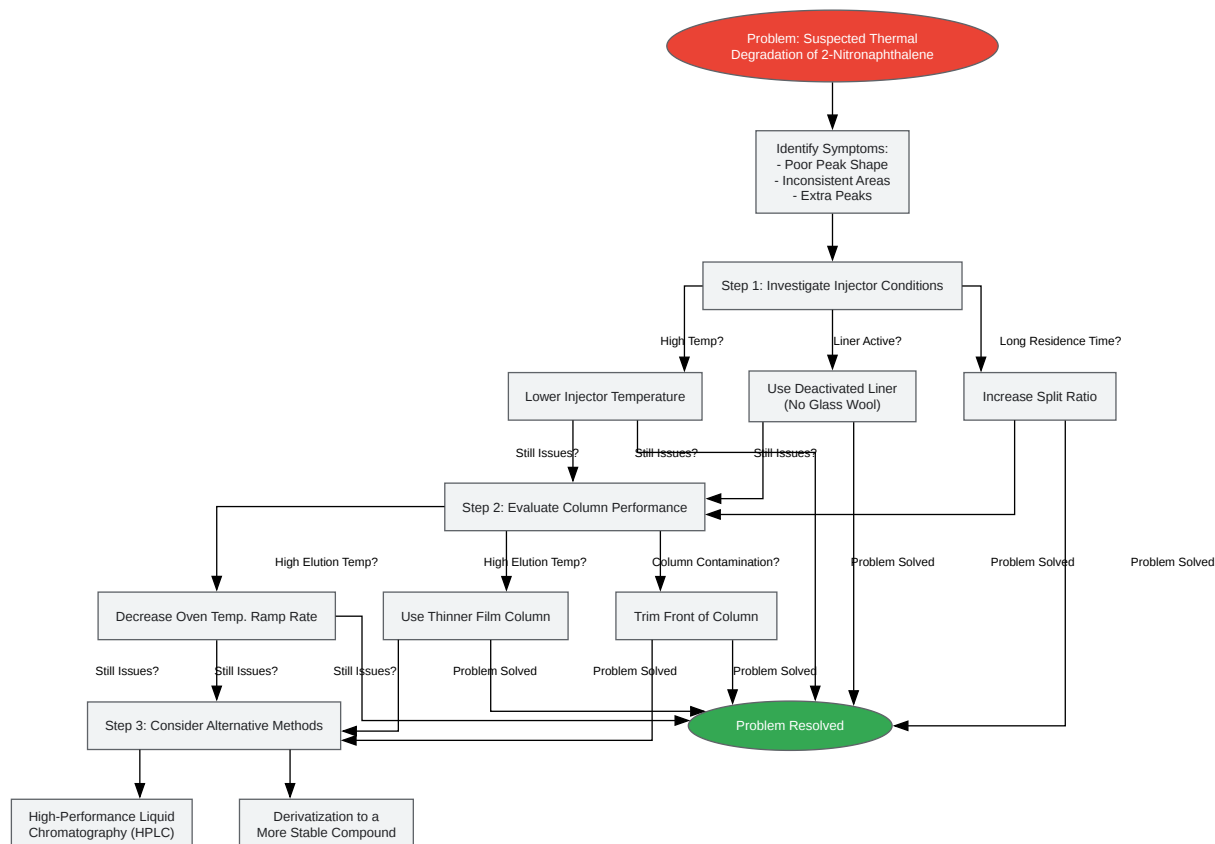 Problem: Suspected Thermal
Degradation of 2-Nitronaphthalene
Identify Symptoms:
- Poor Peak Shape
- Inconsistent Areas
- Extra Peaks
Step 1: Investigate Injector Conditions
High Temp?
Liner Active?
Long Residence Time?
Lower Injector Temperature
Use Deactivated Liner
(No Glass Wool)
Increase Split Ratio
Still Issues?
Still Issues?
Still Issues?
Step 2: Evaluate Column Performance
High Elution Temp?
High Elution Temp?
Column Contamination?
Problem Solved
Problem Solved
Problem Solved
Decrease Oven Temp. Ramp Rate
Use Thinner Film Column
Trim Front of Column
Still Issues?
Still Issues?
Still Issues?
Problem Solved
Problem Solved
Problem Solved
Step 3: Consider Alternative Methods
Problem Resolved
High-Performance Liquid
Chromatography (HPLC)
Derivatization to a
More Stable Compound